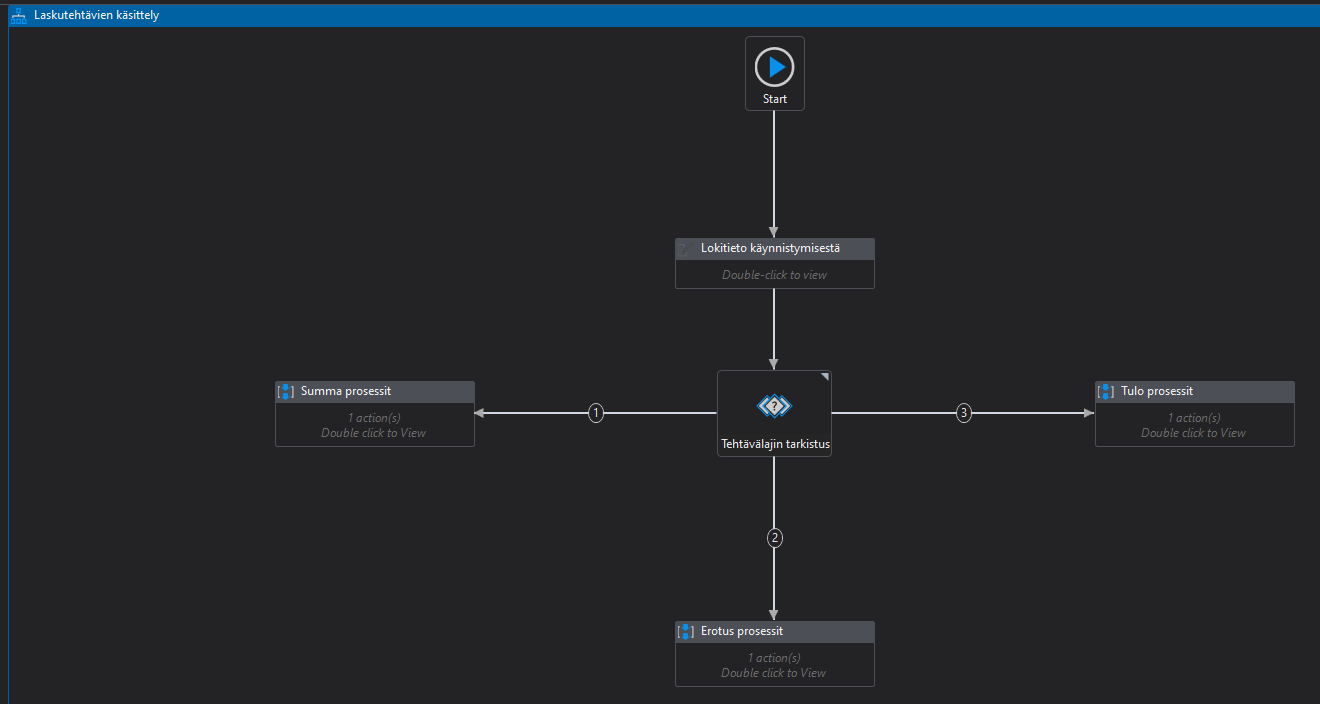 Laskutehtävien käsittely
Start
Lokitieto käynnistymisestä
Double-click to view
Summa prosessit
1 action(s)
Double click to View
1
?
Tehtävälajin tarkistus
3
Tulo prosessit
1 action(s)
Double click to View
2
Erotus prosessit
1 action(s)
Double click to View